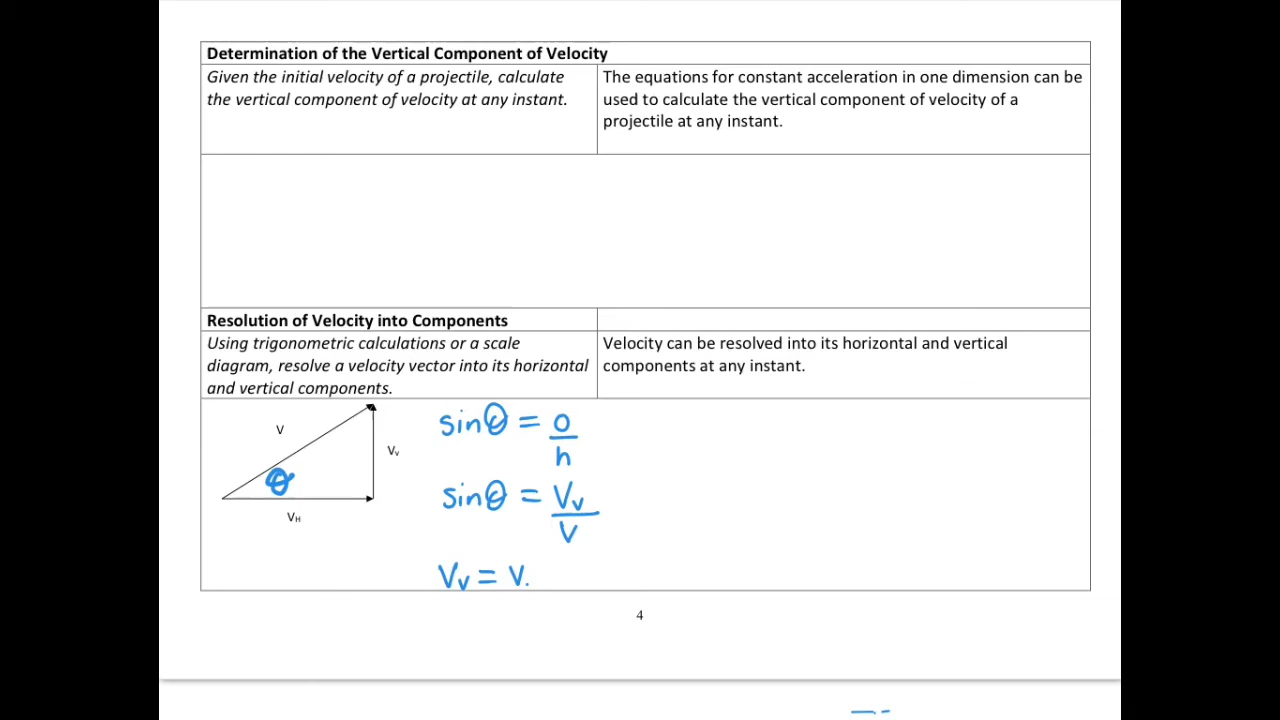 Determination of the Vertical Component of Velocity
Given the initial velocity of a projectile, calculate
the vertical component of velocity at any instant.
The equations for constant acceleration in one dimension can be
used to calculate the vertical component of velocity of a
projectile at any instant.
Resolution of Velocity into Components
Using trigonometric calculations or a scale
diagram, resolve a velocity vector into its horizontal
and vertical components.
Velocity can be resolved into its horizontal and vertical
components at any instant.
V
Vv
θ
VH
sinθ = o/h
sinθ = Vv/V
Vv = V.
4